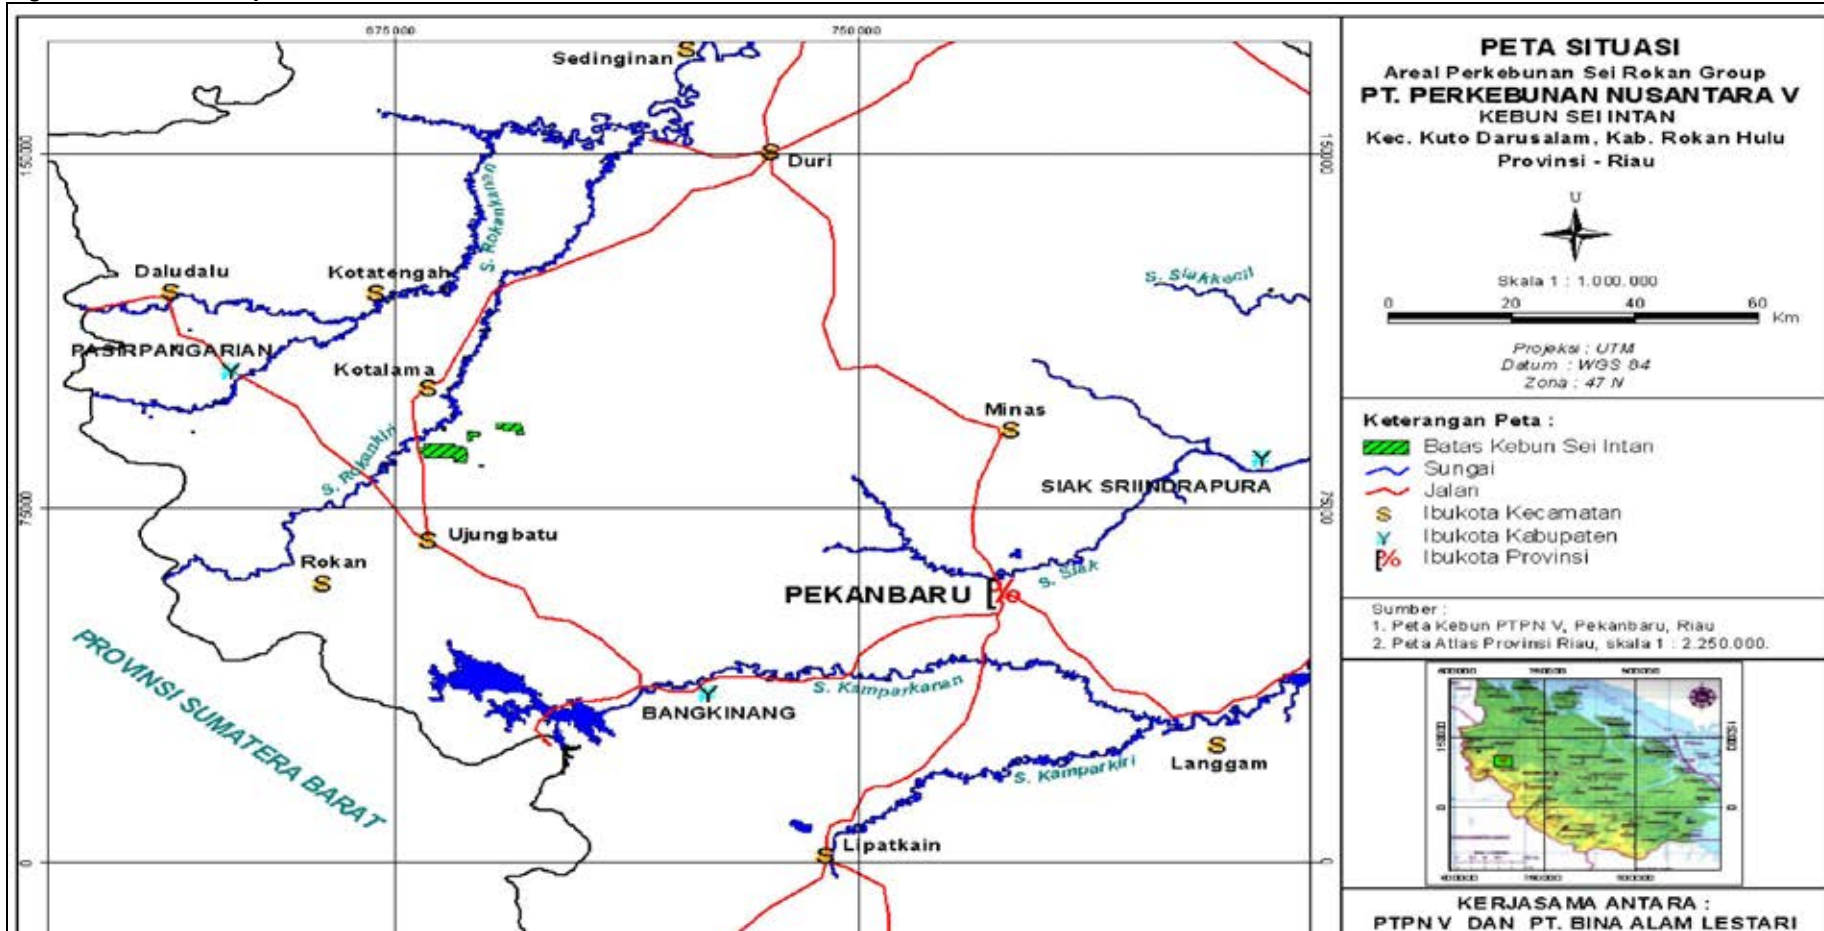 675000
750000
Sedinginan
150000
Duri
150000
S. Rokankanan
Daludalu
Kotatengah
S. Siakkecil
PASIRPANGARIAN
Kotalama
Minas
S. Rokankiri
SIAK SRIINDRAPURA
75000
75000
Ujungbatu
Rokan
S. Siak
PEKANBARU
S. Kamparkanan
BANGKINANG
PROVINSI SUMATERA BARAT
Langgam
S. Kamparkiri
Lipatkain
0
0
PETA SITUASI
Areal Perkebunan Sei Rokan Group
PT. PERKEBUNAN NUSANTARA V
KEBUN SEI INTAN
Kec. Kuto Darusalam, Kab. Rokan Hulu
Provinsi - Riau
U
Skala 1 : 1.000.000
0 20 40 60
Km
Projeksi : UTM
Datum : WGS 84
Zona : 47 N
Keterangan Peta :
Batas Kebun Sei Intan
Sungai
Jalan
Ibukota Kecamatan
Ibukota Kabupaten
Ibukota Provinsi
Sumber :
1. Peta Kebun PTPN V, Pekanbaru, Riau
2. Peta Atlas Provinsi Riau, skala 1 : 2.250.000.
KERJASAMA ANTARA :
PTPN V DAN PT. BINA ALAM LESTARI